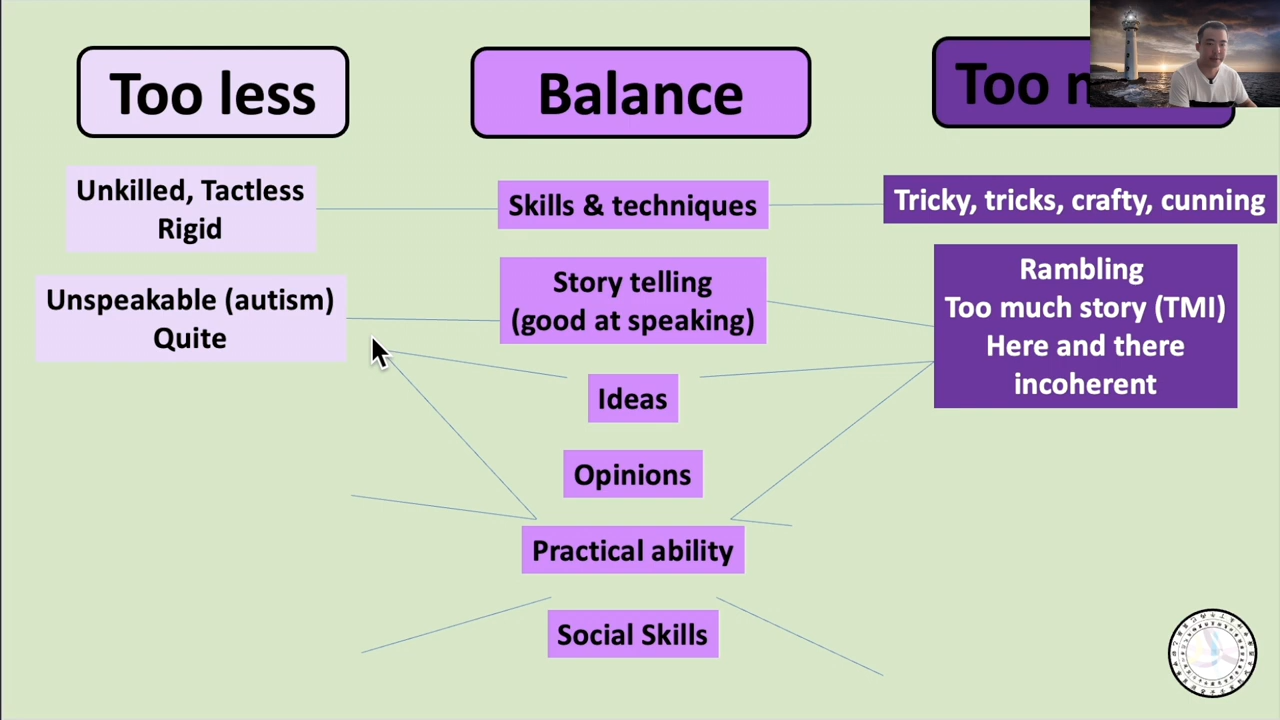 Too less
Balance
Too
Unkilled, Tactless
Rigid
Skills & techniques
Tricky, tricks, crafty, cunning
Unspeakable (autism)
Quite
Story telling
(good at speaking)
Rambling
Too much story (TMI)
Here and there
incoherent
Ideas
Opinions
Practical ability
Social Skills